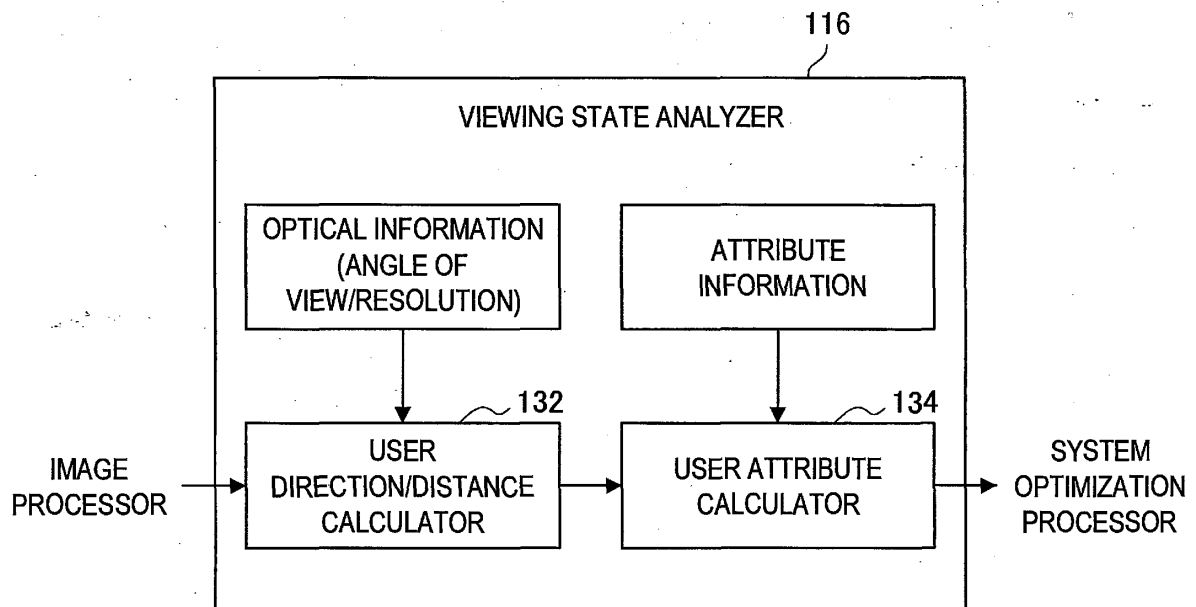 116
VIEWING STATE ANALYZER
OPTICAL INFORMATION
(ANGLE OF
VIEW/RESOLUTION)
ATTRIBUTE
INFORMATION
132
134
IMAGE
PROCESSOR
USER
DIRECTION/DISTANCE
CALCULATOR
USER ATTRIBUTE
CALCULATOR
SYSTEM
OPTIMIZATION
PROCESSOR